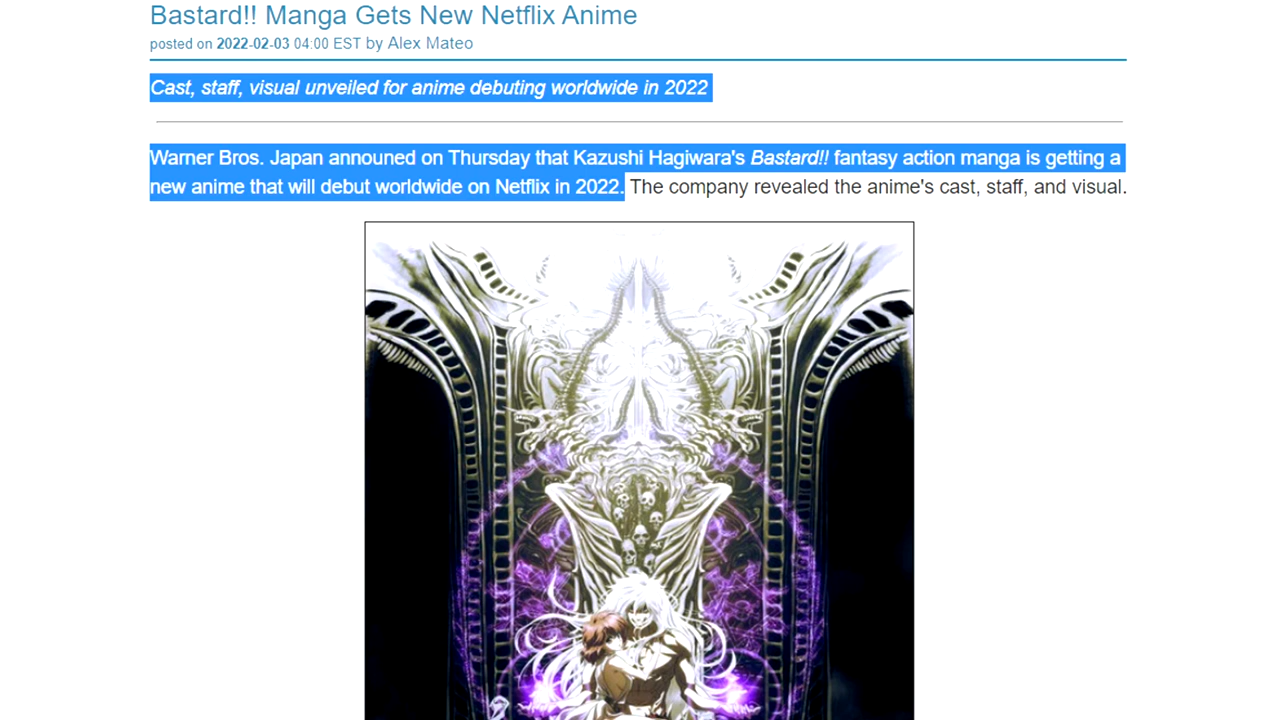 Bastard!! Manga Gets New Netflix Anime
posted on 2022-02-03 04:00 EST by Alex Mateo
Cast, staff, visual unveiled for anime debuting worldwide in 2022
Warner Bros. Japan announed on Thursday that Kazushi Hagiwara's Bastard!! fantasy action manga is getting a
new anime that will debut worldwide on Netflix in 2022. The company revealed the anime's cast, staff, and visual.